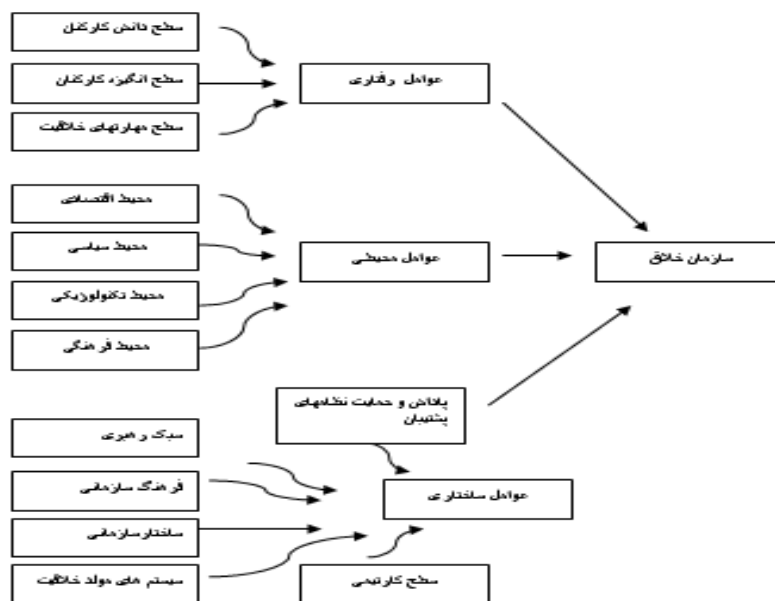 سطح دانش کارکنان
سطح انگیزه کارکنان
سطح مهارتهای خلاقیت
عوامل رفتاری
محیط اقتصادی
محیط سیاسی
محیط تکنولوژیکی
محیط فرهنگی
عوامل محیطی
سازمان خلاق
پاداش و حمایت نظامهای
پشتیبان
سبک رهبری
فرهنگ سازمانی
ساختار سازمانی
سیستم های مولد خلاقیت
عوامل ساختاری
سطح کارتیمی